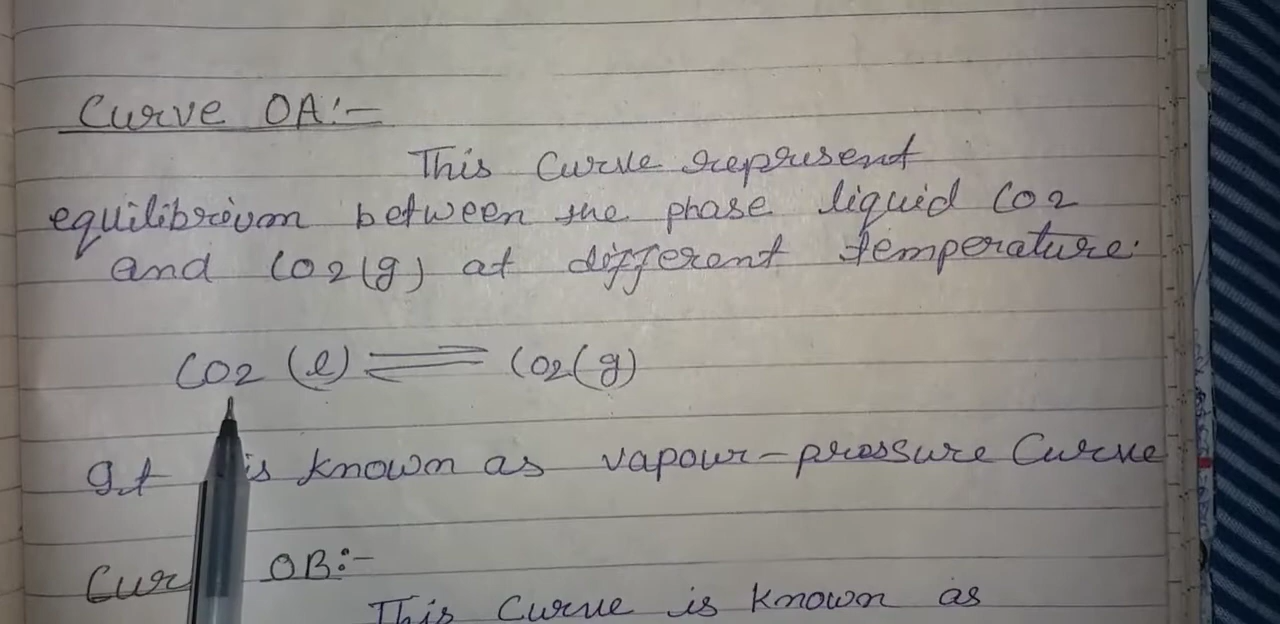 Curve OA:-
This Curve represent
equilibrium between the phase liquid CO2
and CO2(g) at different temperature.
CO2 (l) ⇌ CO2(g)
It is known as vapour-pressure Curve
Cur OB:-
This Curve is known as